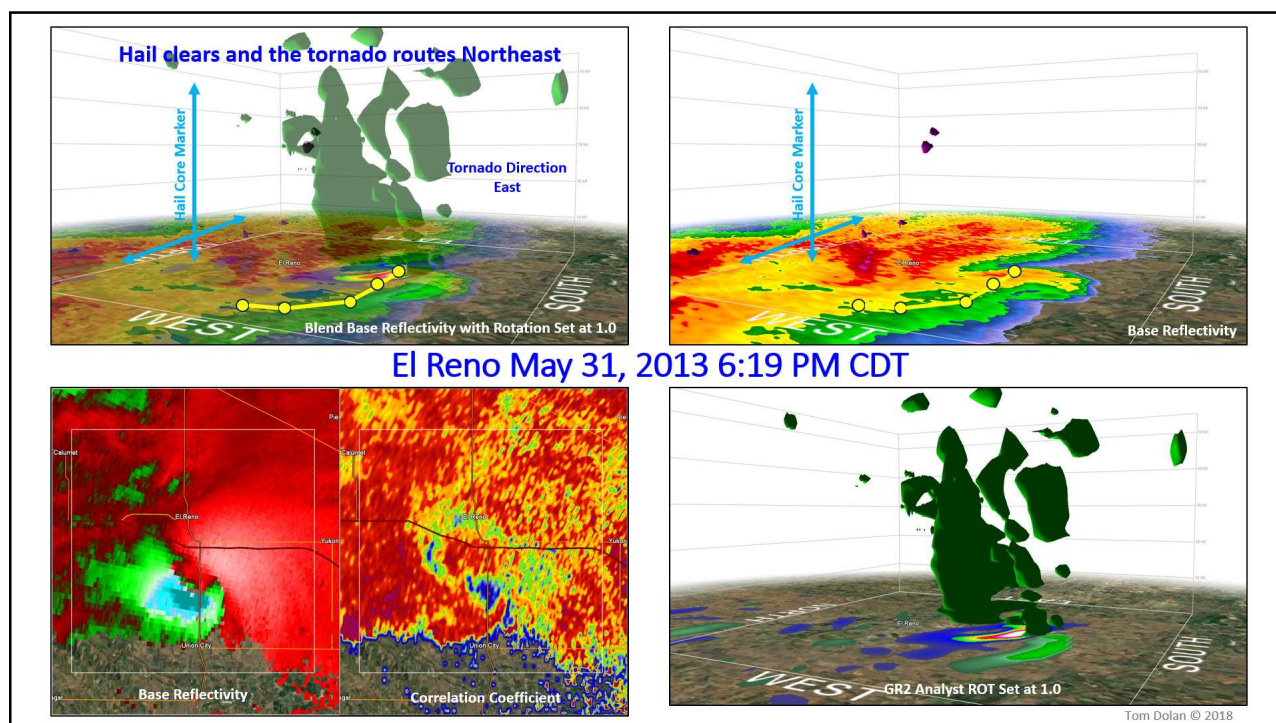 Hail clears and the tornado routes Northeast
Hail Core Marker
Tornado Direction
East
El Reno
WEST
SOUTH
Blend Base Reflectivity with Rotation Set at 1.0
Hail Core Marker
El Reno
WEST
SOUTH
Base Reflectivity
El Reno May 31, 2013 6:19 PM CDT
Pie
Calumet
El Reno
Yukon
Union City
Base Reflectivity
Pie
Calumet
El Reno
Yukon
Union City
Correlation Coefficient
NORTH
El Reno
WEST
SOUTH
GR2 Analyst ROT Set at 1.0
Tom Dolan © 2018